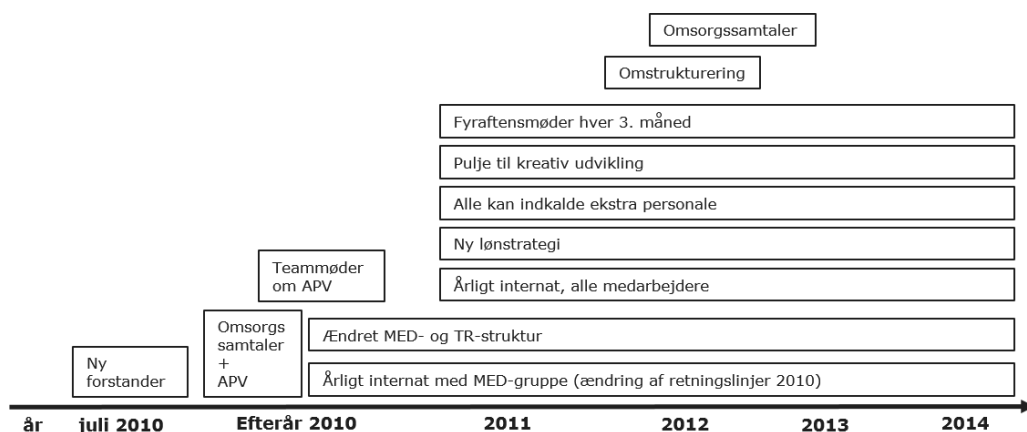 Omsorgssamtaler
Omstrukturering
Fyraftensmøder hver 3. måned
Pulje til kreativ udvikling
Alle kan indkalde ekstra personale
Ny lønstrategi
Teammøder
om APV
Årligt internat, alle medarbejdere
Omsorgs
samtaler
+
APV
Ændret MED- og TR-struktur
Ny
forstander
Årligt internat med MED-gruppe (ændring af retningslinjer 2010)
år juli 2010 Efterår 2010 2011 2012 2013 2014